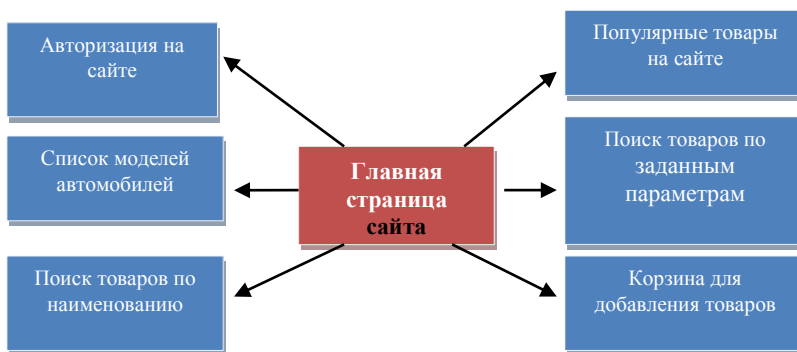 Авторизация на
сайте
Популярные товары
на сайте
Список моделей
автомобилей
Главная
страница
сайта
Поиск товаров по
заданным
параметрам
Поиск товаров по
наименованию
Корзина для
добавления товаров